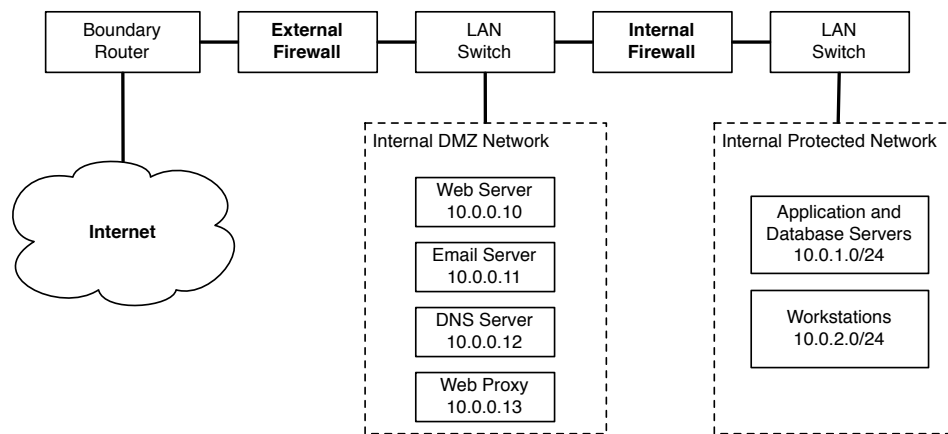 Boundary
Router
External
Firewall
LAN
Switch
Internal
Firewall
LAN
Switch
Internet
Internal DMZ Network
Web Server
10.0.0.10
Email Server
10.0.0.11
DNS Server
10.0.0.12
Web Proxy
10.0.0.13
Internal Protected Network
Application and
Database Servers
10.0.1.0/24
Workstations
10.0.2.0/24